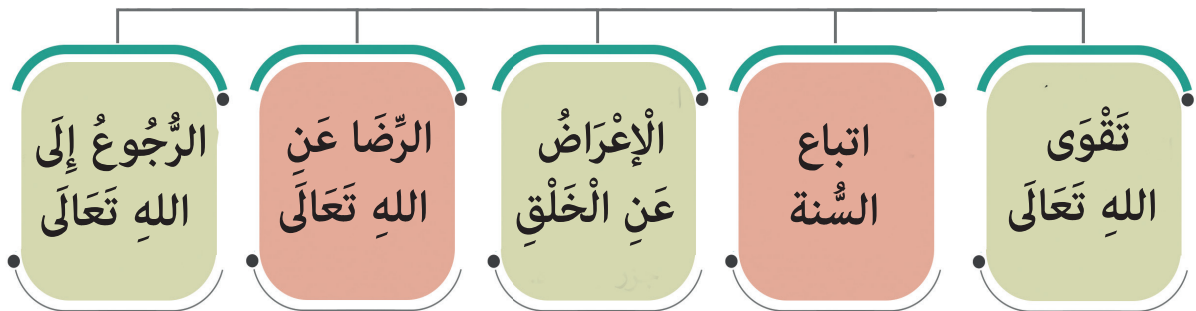 تَقْوَى
اللهِ تَعَالَى
اتباع
السُّنة
الْإِعْرَاضُ
عَنِ الْخَلْقِ
الرِّضَا عَنِ
اللهِ تَعَالَى
الرُّجُوعُ إِلَى
اللهِ تَعَالَى